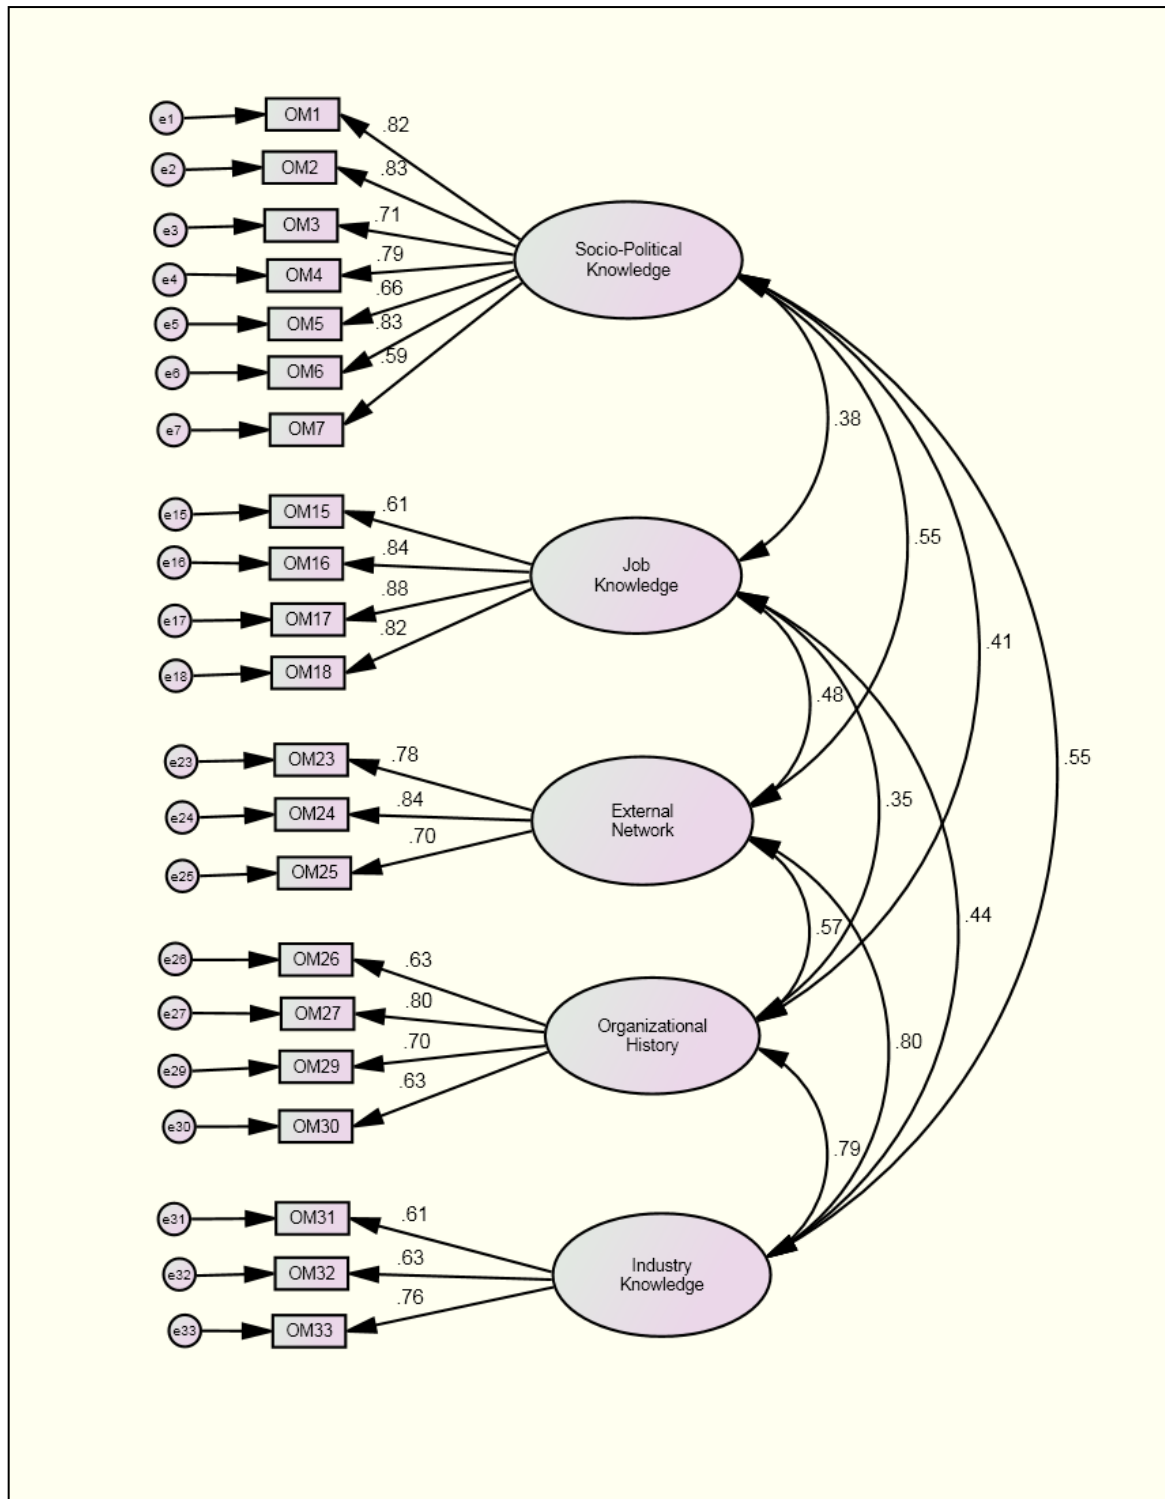 e1
OM1
.82
e2
OM2
.83
e3
OM3
.71
e4
OM4
.79
e5
OM5
.66
e6
OM6
.83
e7
OM7
.59
Socio-Political
Knowledge
.38
.55
.41
.55
e15
OM15
.61
e16
OM16
.84
e17
OM17
.88
e18
OM18
.82
Job
Knowledge
.48
.35
.44
e23
OM23
.78
e24
OM24
.84
e25
OM25
.70
External
Network
.57
.80
e26
OM26
.63
e27
OM27
.80
e29
OM29
.70
e30
OM30
.63
Organizational
History
.79
e31
OM31
.61
e32
OM32
.63
e33
OM33
.76
Industry
Knowledge